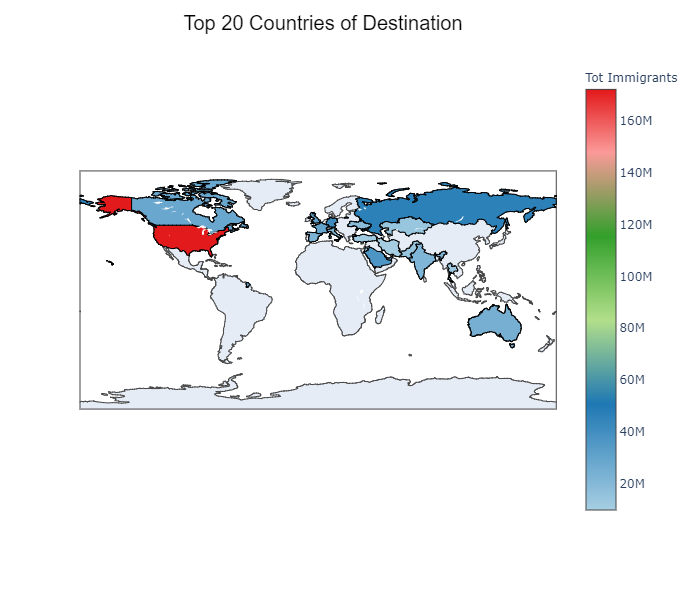 Top 20 Countries of Destination
Tot Immigrants
160M
140M
120M
100M
80M
60M
40M
20M